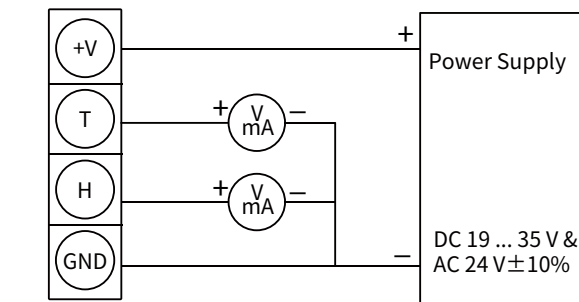 +V
+
Power Supply
T
+
V
mA
−
H
+
V
mA
−
GND
−
DC 19 ... 35 V &
AC 24 V±10%